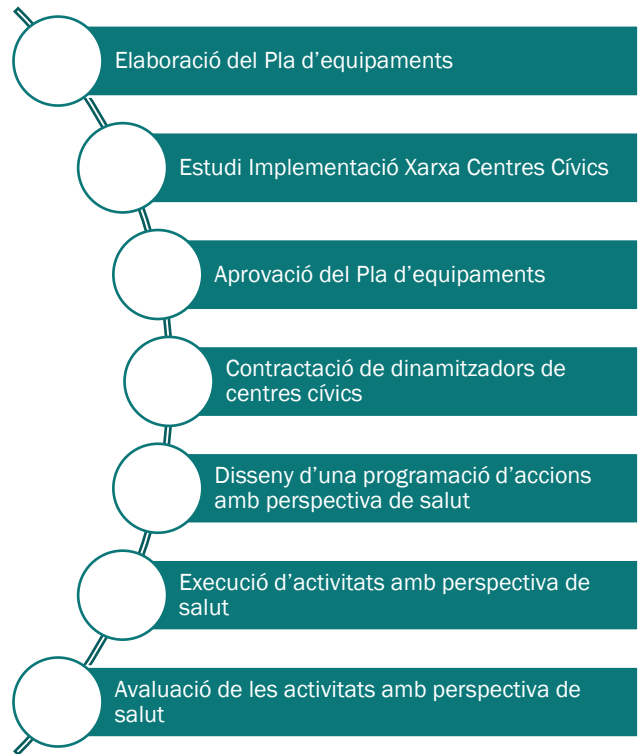 Elaboració del Pla d’equipaments
Estudi Implementació Xarxa Centres Cívics
Aprovació del Pla d’equipaments
Contractació de dinamitzadors de
centres cívics
Disseny d’una programació d’accions
amb perspectiva de salut
Execució d’activitats amb perspectiva de
salut
Avaluació de les activitats amb perspectiva de
salut